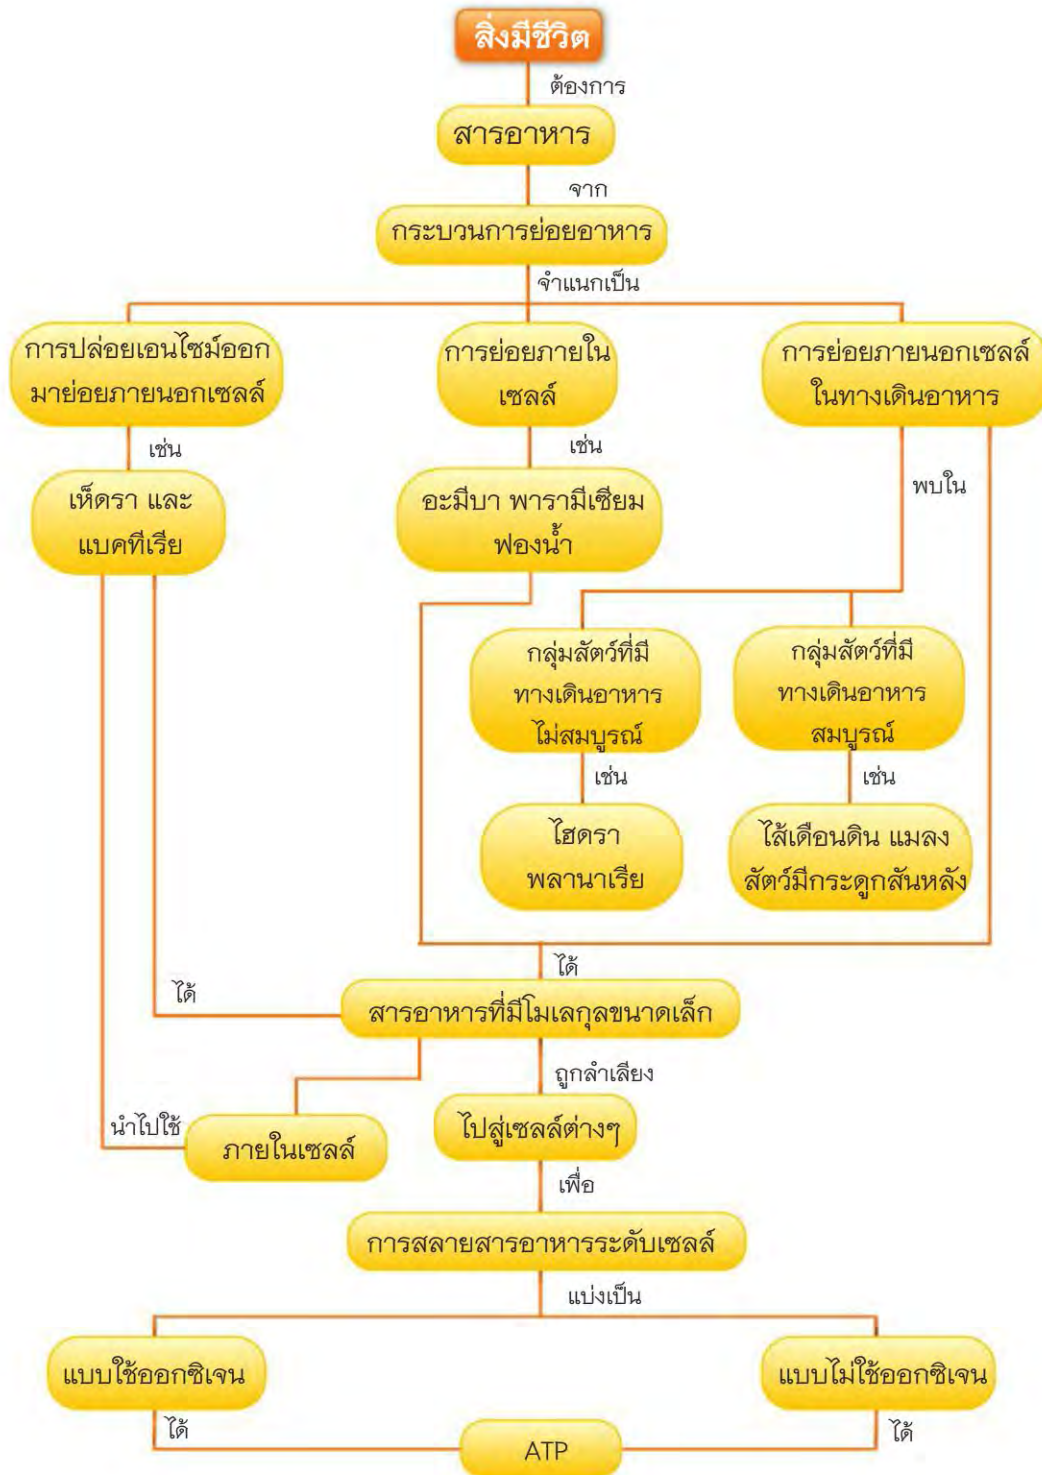 สิ่งมีชีวิต
ต้องการ
สารอาหาร
จาก
กระบวนการย่อยอาหาร
จำแนกเป็น
การปล่อยเอนไซม์ออก
มาย่อยภายนอกเซลล์
การย่อยภายใน
เซลล์
การย่อยภายนอกเซลล์
ในทางเดินอาหาร
เช่น
เช่น
พบใน
เห็ดรา และ
แบคทีเรีย
อะมีบา พารามีเซียม
ฟองน้ำ
กลุ่มสัตว์ที่มี
ทางเดินอาหาร
ไม่สมบูรณ์
กลุ่มสัตว์ที่มี
ทางเดินอาหาร
สมบูรณ์
เช่น
เช่น
ไฮดรา
พลานาเรีย
ไส้เดือนดิน แมลง
สัตว์มีกระดูกสันหลัง
ได้
ได้
สารอาหารที่มีโมเลกุลขนาดเล็ก
ถูกลำเลียง
นำไปใช้
ภายในเซลล์
ไปสู่เซลล์ต่างๆ
เพื่อ
การสลายสารอาหารระดับเซลล์
แบ่งเป็น
แบบใช้ออกซิเจน
แบบไม่ใช้ออกซิเจน
ได้
ได้
ATP